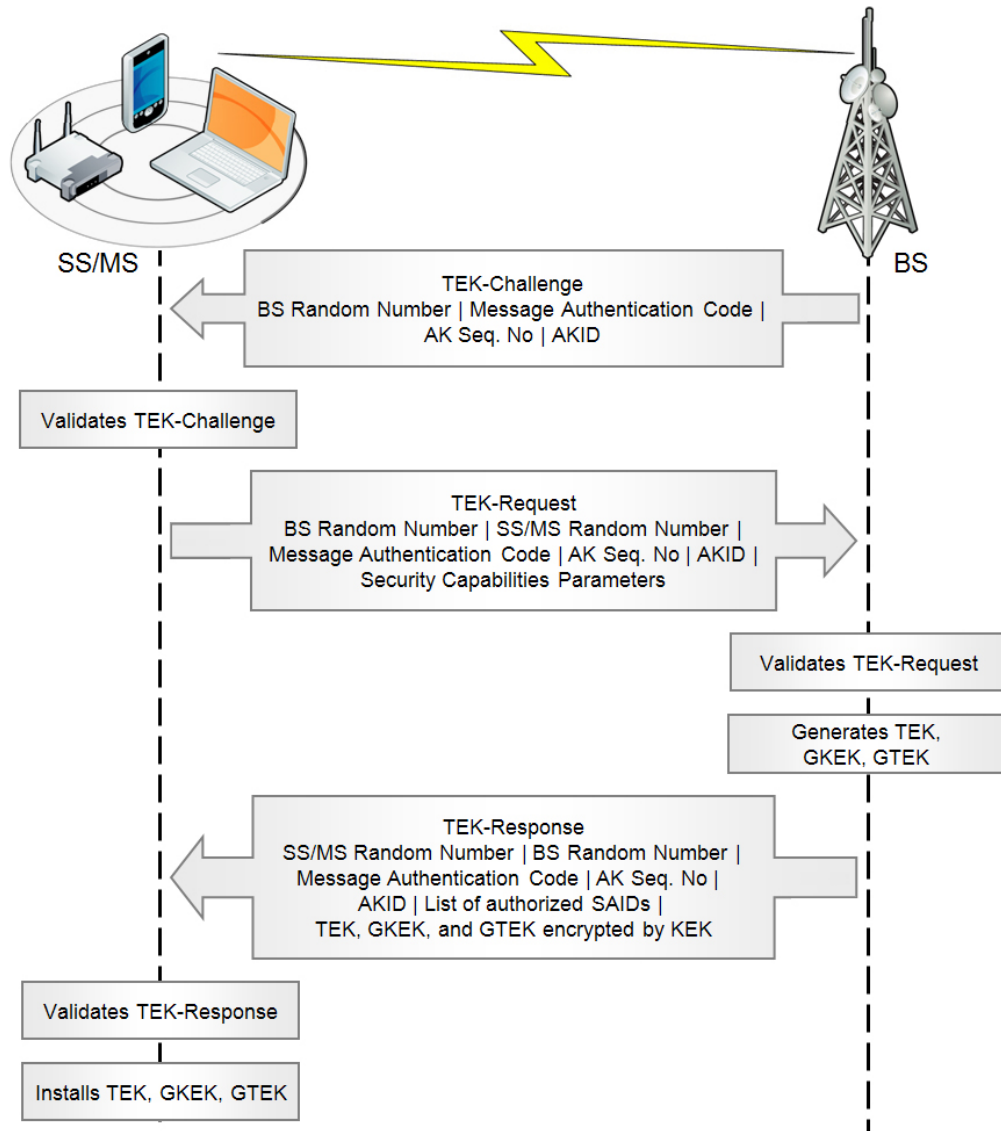 SS/MS
BS
TEK-Challenge
BS Random Number | Message Authentication Code |
AK Seq. No | AKID
Validates TEK-Challenge
TEK-Request
BS Random Number | SS/MS Random Number |
Message Authentication Code | AK Seq. No | AKID |
Security Capabilities Parameters
Validates TEK-Request
Generates TEK,
GKEK, GTEK
TEK-Response
SS/MS Random Number | BS Random Number |
Message Authentication Code | AK Seq. No |
AKID | List of authorized SAIDs |
TEK, GKEK, and GTEK encrypted by KEK
Validates TEK-Response
Installs TEK, GKEK, GTEK